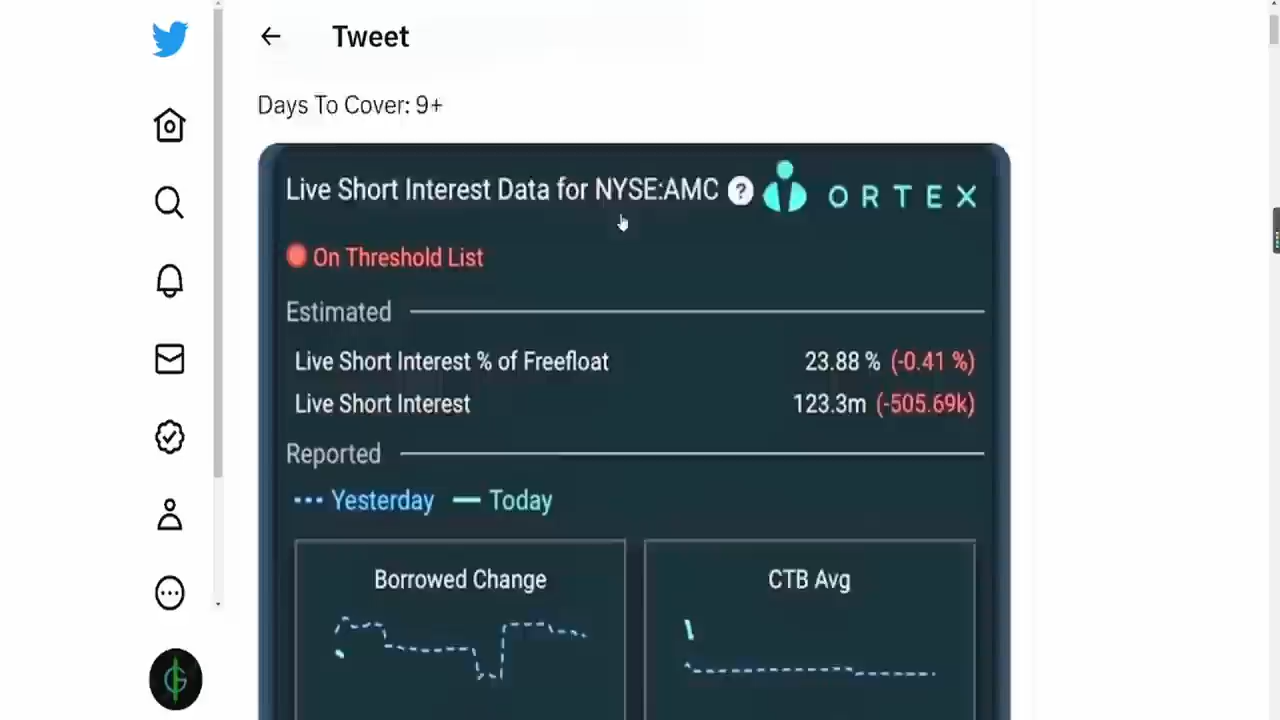 Tweet
Days To Cover: 9+
Live Short Interest Data for NYSE:AMC ? ORTEX
On Threshold List
Estimated
Live Short Interest % of Freefloat 23.88 % (-0.41 %)
Live Short Interest 123.3m (-505.69k)
Reported
Yesterday Today
Borrowed Change CTB Avg